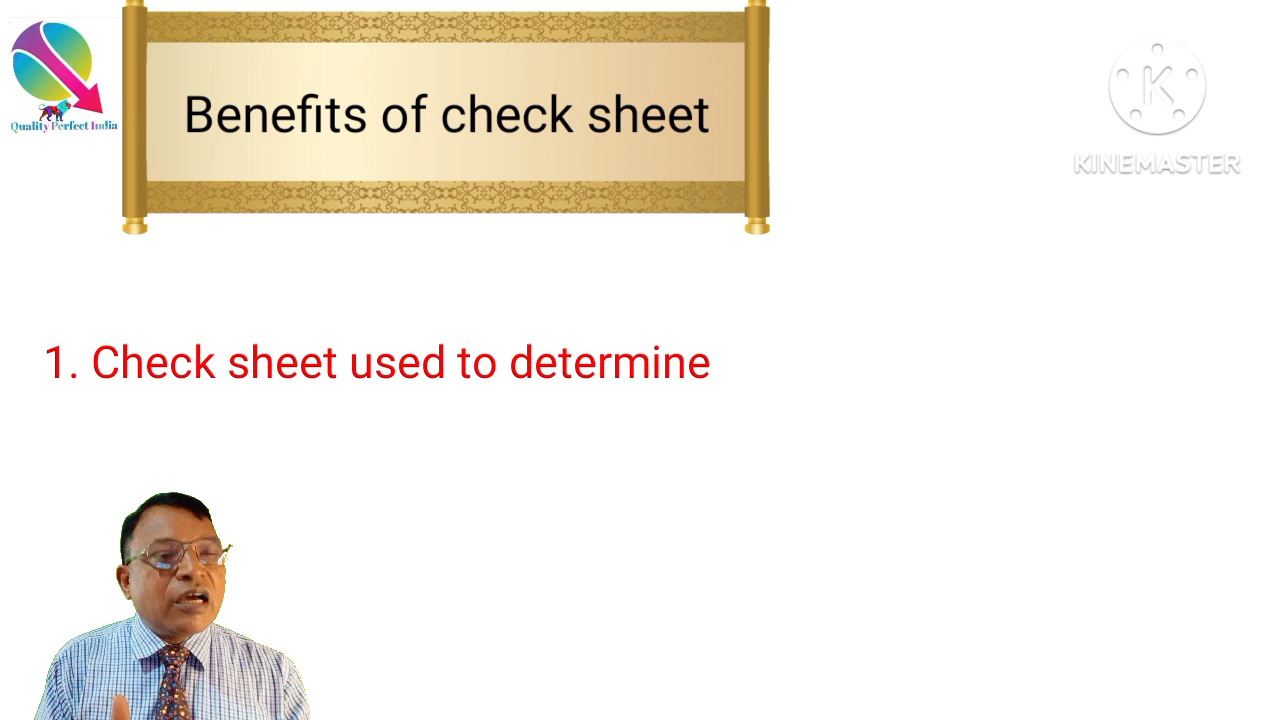 Benefits of check sheet
Quality Perfect India
K
KINEMASTER
1. Check sheet used to determine